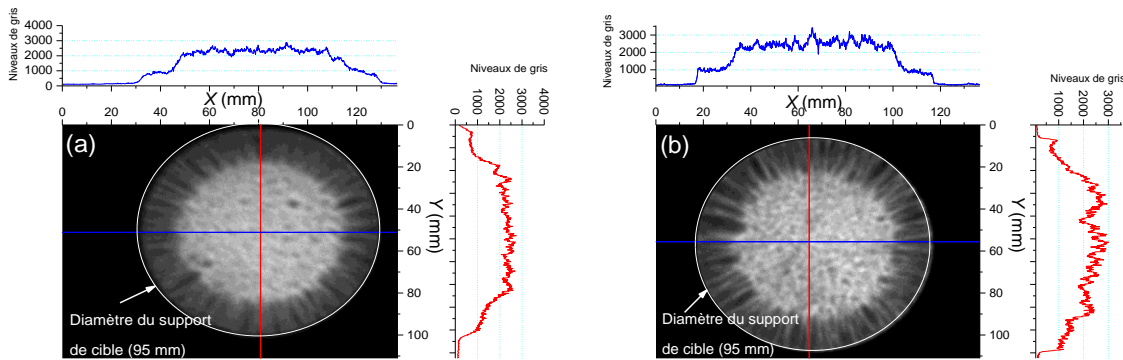 Niveaux de gris
4000
3000
2000
1000
0
0 20 40 60 80 100 120
X (mm)
Niveaux de gris
0 1000 2000 3000 4000
(a)
0
20
40
60
80
100
Y (mm)
Diamètre du support
de cible (95 mm)
Niveaux de gris
3000
2000
1000
0 20 40 60 80 100 120
X (mm)
Niveaux de gris
1000 2000 3000
(b)
0
20
40
60
80
100
Y (mm)
Diamètre du support
de cible (95 mm)